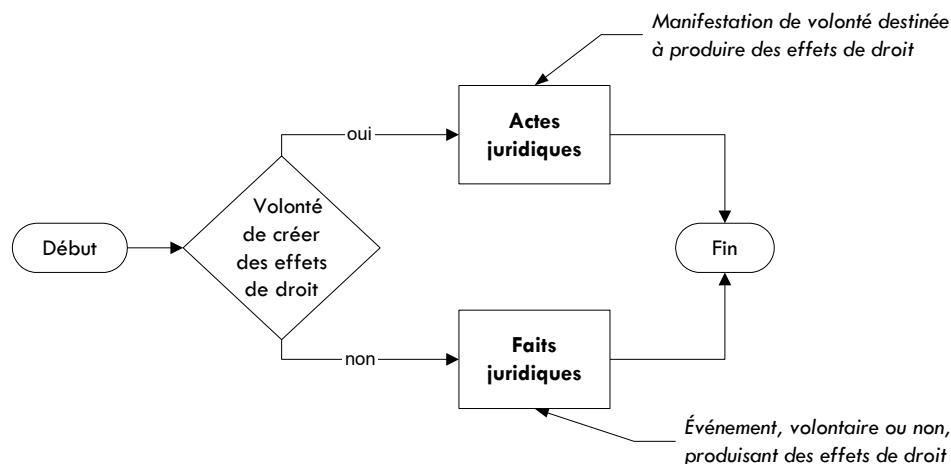 Manifestation de volonté destinée
à produire des effets de droit
Actes
juridiques
oui
Volonté
de créer
des effets
de droit
Début
Fin
non
Faits
juridiques
Événement, volontaire ou non,
produisant des effets de droit